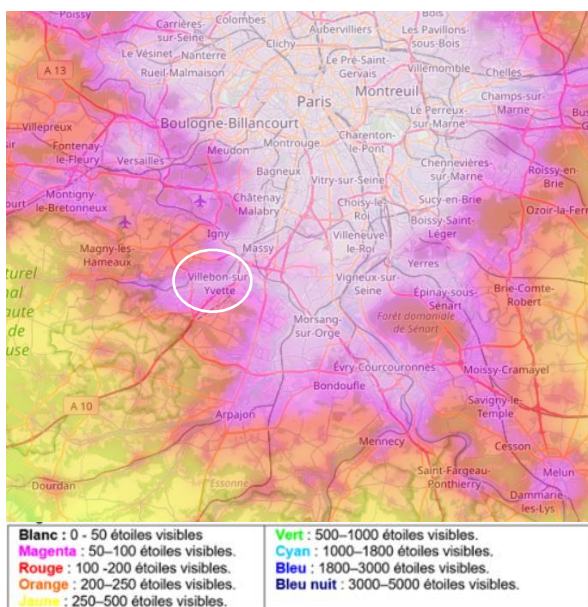 Poissy
Carrières-
sur-Seine
Colombes
Aubervilliers
Les Pavillons-
sous-Bois
Bois
Clichy
Le Vésinet
Nanterre
Rueil-Malmaison
Le Pré-Saint-
Gervais
Villemomble
Chelles
A 13
Paris
Montreuil
Champs-sur-
Marne
Bus
Boulogne-Billancourt
Le Perreux-
sur-Marne
Villepreux
Charenton-
le-Pont
Fontenay-
le-Fleury
Versailles
Meudon
Montrouge
Chennevières-
sur-Marne
Roissy-en-
Brie
Bagneux
Vitry-sur-Seine
Sucy-en-Brie
Montigny-
le-Bretonneux
Châtenay
Malabry
Choisy-le-
Roi
Boissy-Saint-
Léger
Ozoir-la-Ferr
Igny
Villeneuve-
le-Roi
Magny-les-
Hameaux
Massy
Yerres
turel
nal
aute
de
use
Villebon-sur
Yvette
Vigneux-sur-
Seine
Épinay-sous-
Sénart
Brie-Comte-
Robert
Morsang-
sur-Orge
Forêt domaniale
de Sénart
Évry-Courcouronnes
Moissy-Cramayel
Bondoufle
A 10
Savigny-le-
Temple
Arpajon
Mennecy
Cesson
Saint-Fargeau-
Ponthierry
Melun
Dourdan
Essonne
Dammarie-
les-Lys
Blanc : 0 - 50 étoiles visibles
Magenta : 50–100 étoiles visibles.
Rouge : 100 -200 étoiles visibles.
Orange : 200–250 étoiles visibles.
Jaune : 250–500 étoiles visibles.
Vert : 500–1000 étoiles visibles.
Cyan : 1000–1800 étoiles visibles.
Bleu : 1800–3000 étoiles visibles.
Bleu nuit : 3000–5000 étoiles visibles.